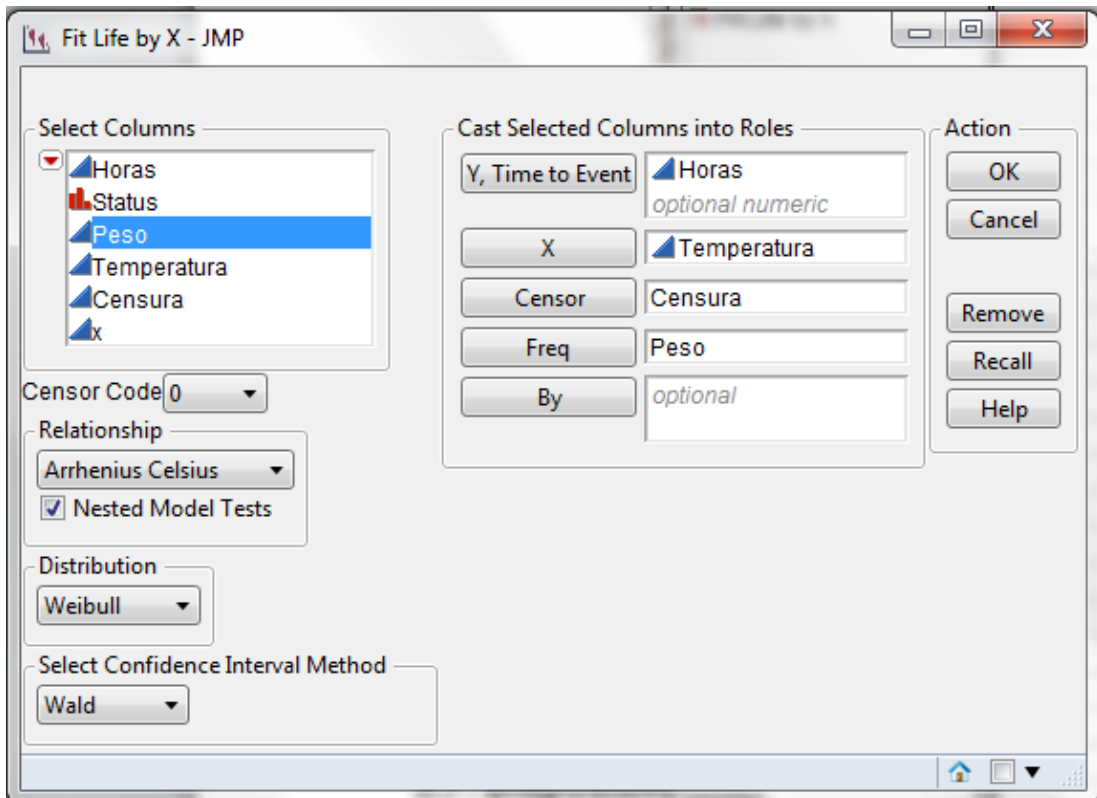 Fit Life by X - JMP
Select Columns
Horas
Status
Peso
Temperatura
Censura
x
Censor Code 0
Relationship
Arrhenius Celsius
Nested Model Tests
Distribution
Weibull
Select Confidence Interval Method
Wald
Cast Selected Columns into Roles
Y, Time to Event
Horas
optional numeric
X
Temperatura
Censor
Censura
Freq
Peso
By
optional
Action
OK
Cancel
Remove
Recall
Help